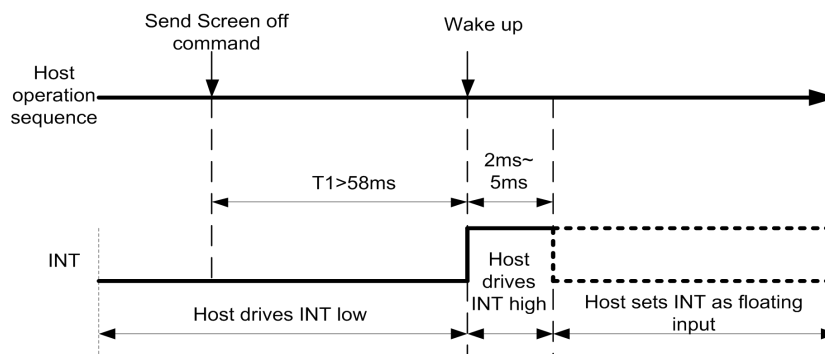 Send Screen off
command
Wake up
Host
operation
sequence
T1>58ms
2ms~
5ms
INT
Host
drives
INT high
Host drives INT low
Host sets INT as floating
input